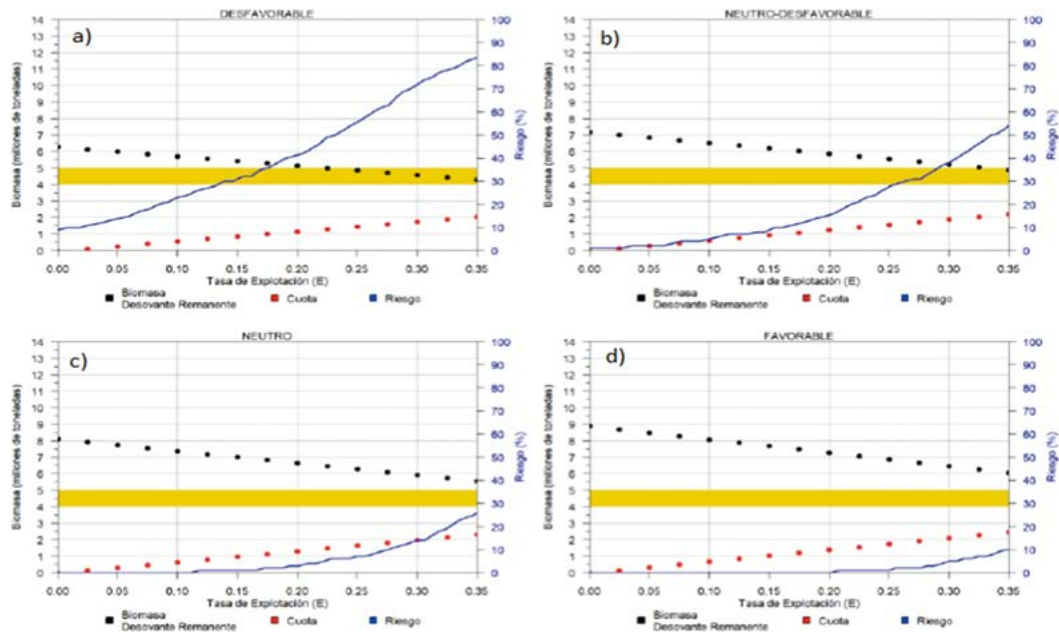 DESFAVORABLE
a)
14
13
12
11
10
9
8
7
6
5
4
3
2
1
0
Biomasa (millones de toneladas)
100
90
80
70
60
50
40
30
20
10
0
Riesgo (%)
0.00 0.05 0.10 0.15 0.20 0.25 0.30 0.35
Tasa de Explotación (E)
Biomasa Desovante Remanente
Cuota
Riesgo
NEUTRO-DESFAVORABLE
b)
14
13
12
11
10
9
8
7
6
5
4
3
2
1
0
Biomasa (millones de toneladas)
100
90
80
70
60
50
40
30
20
10
0
Riesgo (%)
0.00 0.05 0.10 0.15 0.20 0.25 0.30 0.35
Tasa de Explotación (E)
Biomasa Desovante Remanente
Cuota
Riesgo
NEUTRO
c)
14
13
12
11
10
9
8
7
6
5
4
3
2
1
0
Biomasa (millones de toneladas)
100
90
80
70
60
50
40
30
20
10
0
Riesgo (%)
0.00 0.05 0.10 0.15 0.20 0.25 0.30 0.35
Tasa de Explotación (E)
Biomasa Desovante Remanente
Cuota
Riesgo
FAVORABLE
d)
14
13
12
11
10
9
8
7
6
5
4
3
2
1
0
Biomasa (millones de toneladas)
100
90
80
70
60
50
40
30
20
10
0
Riesgo (%)
0.00 0.05 0.10 0.15 0.20 0.25 0.30 0.35
Tasa de Explotación (E)
Biomasa Desovante Remanente
Cuota
Riesgo